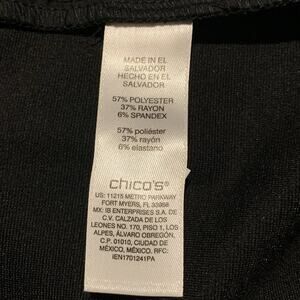 MADE IN EL
SALVADOR
HECHO EN EL
SALVADOR
57% POLYESTER
37% RAYON
6% SPANDEX
57% poliéster
37% rayón
6% elastano
chico's®
US: 11215 METRO PARKWAY
FORT MYERS, FL 33966
MX: IB ENTERPRISES S.A. DE
C.V. CALZADA DE LOS
LEONES NO. 170, PISO 1, LOS
ALPES, ÁLVARO OBREGÓN,
C.P. 01010, CIUDAD DE
MÉXICO, MÉXICO. RFC:
IEN1701241PA